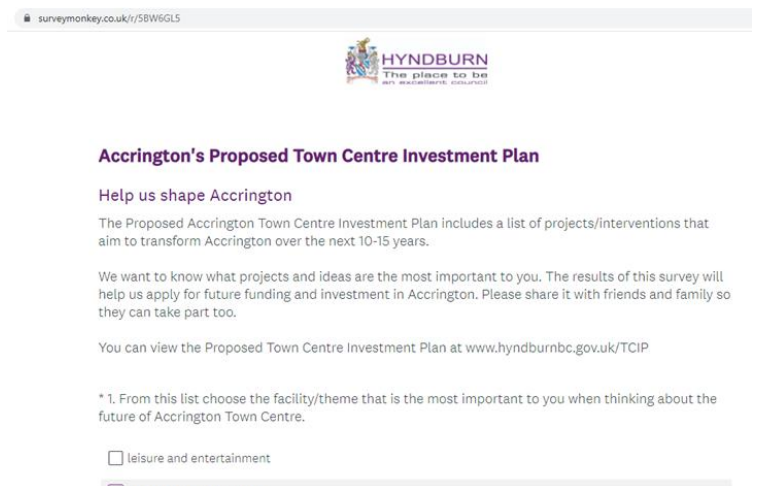 surveymonkey.co.uk/r/5BW6GL5
HYNDBURN
The place to be
an excellent council
Accrington's Proposed Town Centre Investment Plan
Help us shape Accrington
The Proposed Accrington Town Centre Investment Plan includes a list of projects/interventions that
aim to transform Accrington over the next 10-15 years.
We want to know what projects and ideas are the most important to you. The results of this survey will
help us apply for future funding and investment in Accrington. Please share it with friends and family so
they can take part too.
You can view the Proposed Town Centre Investment Plan at www.hyndburnbc.gov.uk/TCIP
* 1. From this list choose the facility/theme that is the most important to you when thinking about the
future of Accrington Town Centre.
leisure and entertainment